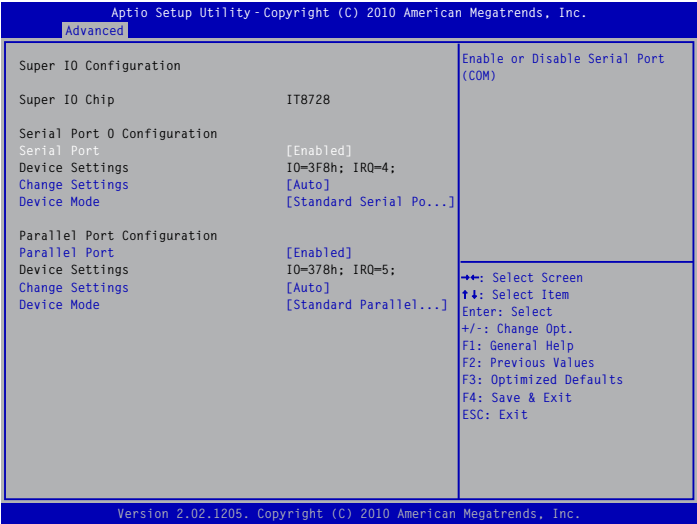 Aptio Setup Utility - Copyright (C) 2010 American Megatrends, Inc.
Advanced
Super IO Configuration
Super IO Chip IT8728
Serial Port 0 Configuration
Serial Port [Enabled]
Device Settings IO=3F8h; IRQ=4;
Change Settings [Auto]
Device Mode [Standard Serial Po...]
Parallel Port Configuration
Parallel Port [Enabled]
Device Settings IO=378h; IRQ=5;
Change Settings [Auto]
Device Mode [Standard Parallel...]
Enable or Disable Serial Port
(COM)
→←: Select Screen
↑↓: Select Item
Enter: Select
+/-: Change Opt.
F1: General Help
F2: Previous Values
F3: Optimized Defaults
F4: Save & Exit
ESC: Exit
Version 2.02.1205. Copyright (C) 2010 American Megatrends, Inc.